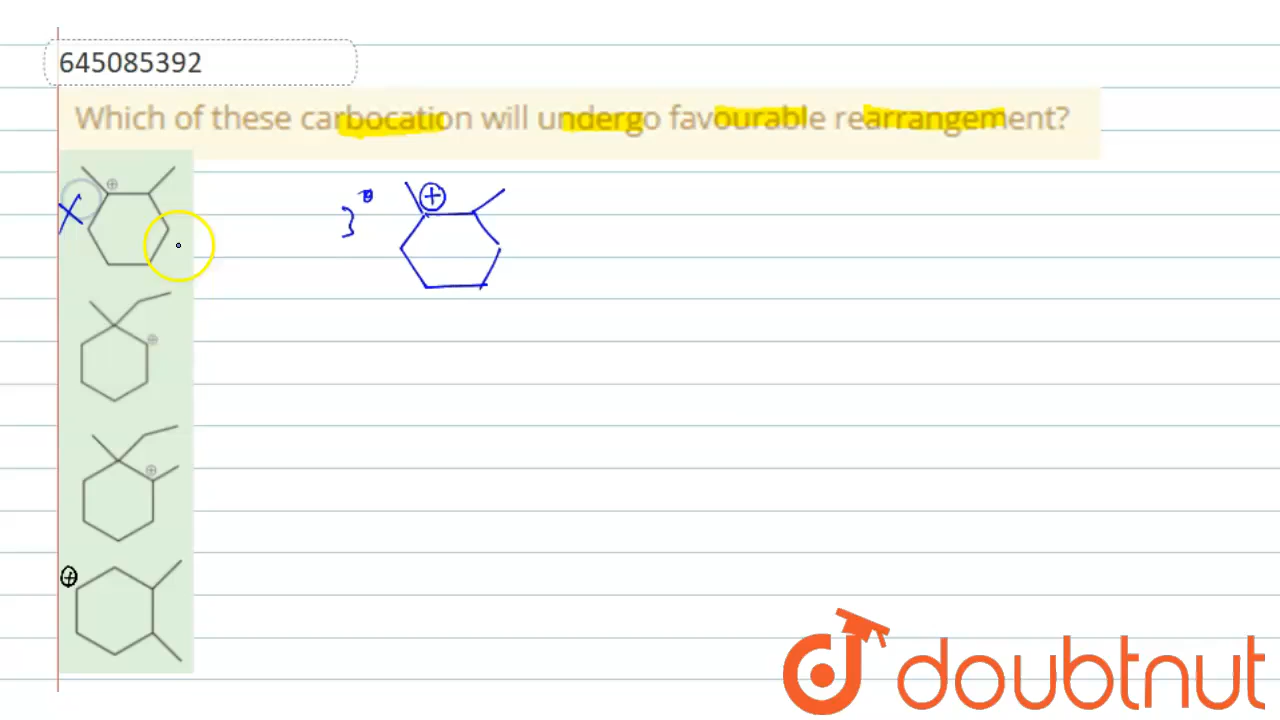 645085392
Which of these carbocation will undergo favourable rearrangement?
⊕
X
3°
⊕
⊕
⊕
⊕
doubtnut